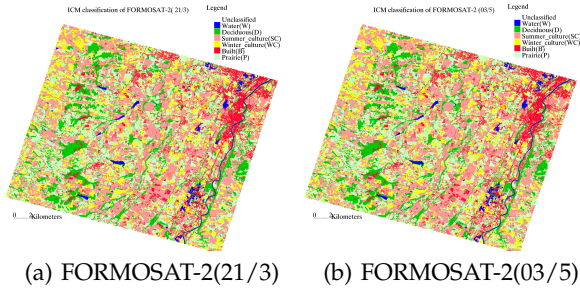 ICM classification of FORMOSAT-2( 21/3)
Legend
Unclassified
Water(W)
Deciduous(D)
Summer_culture(SC)
Winter_culture(WC)
Built(B)
Prairie(P)
0
Kilometers
(a) FORMOSAT-2(21/3)
ICM classification of FORMOSAT-2 (03/5)
Legend
Unclassified
Water(W)
Deciduous(D)
Summer_culture(SC)
Winter_culture(WC)
Built(B)
Prairie(P)
0
Kilometers
(b) FORMOSAT-2(03/5)